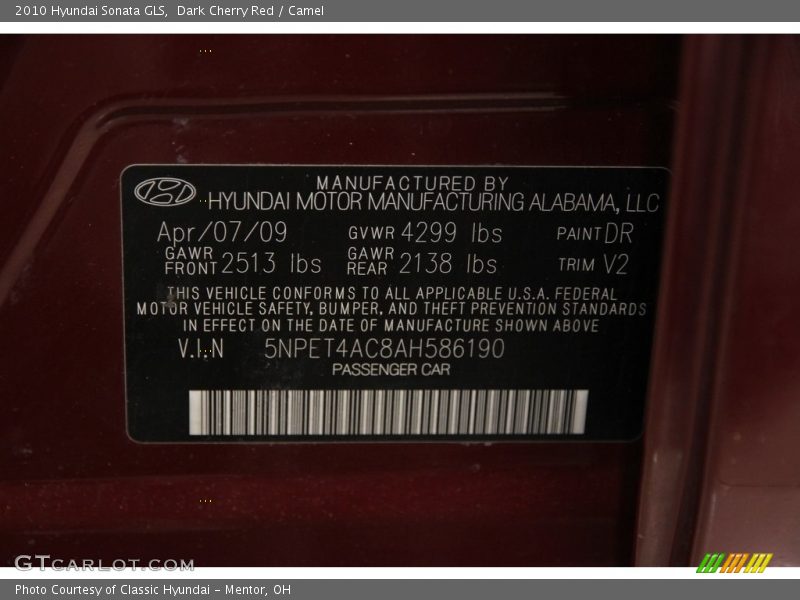 2010 Hyundai Sonata GLS, Dark Cherry Red / Camel
MANUFACTURED BY
HYUNDAI MOTOR MANUFACTURING ALABAMA, LLC
Apr/07/09 GVWR 4299 lbs PAINT DR
GAWR FRONT 2513 lbs GAWR REAR 2138 lbs TRIM V2
THIS VEHICLE CONFORMS TO ALL APPLICABLE U.S.A. FEDERAL
MOTOR VEHICLE SAFETY, BUMPER, AND THEFT PREVENTION STANDARDS
IN EFFECT ON THE DATE OF MANUFACTURE SHOWN ABOVE
V.I.N 5NPET4AC8AH586190
PASSENGER CAR
GTCARLOT.COM
Photo Courtesy of Classic Hyundai - Mentor, OH